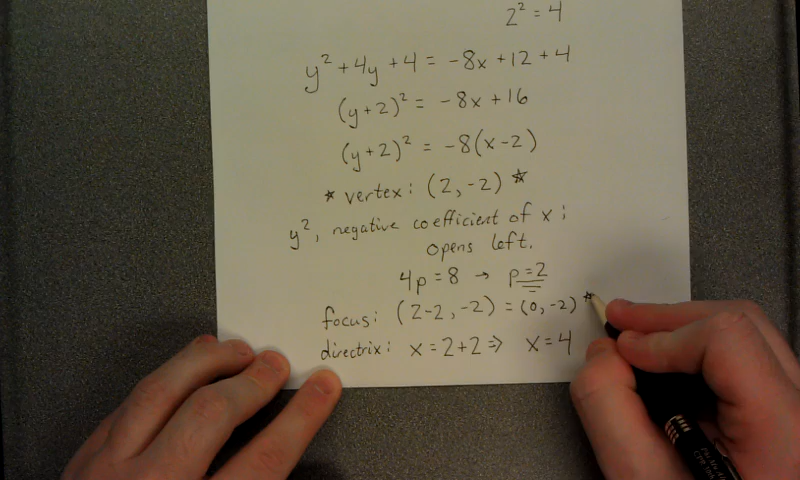 2² = 4
y² + 4y + 4 = -8x + 12 + 4
(y + 2)² = -8x + 16
(y + 2)² = -8(x - 2)
* vertex: (2, -2) *
y², negative coefficient of x:
opens left.
4p = 8 → p = 2
focus: (2-2, -2) = (0, -2) *
directrix: x = 2 + 2 ⇒ x = 4